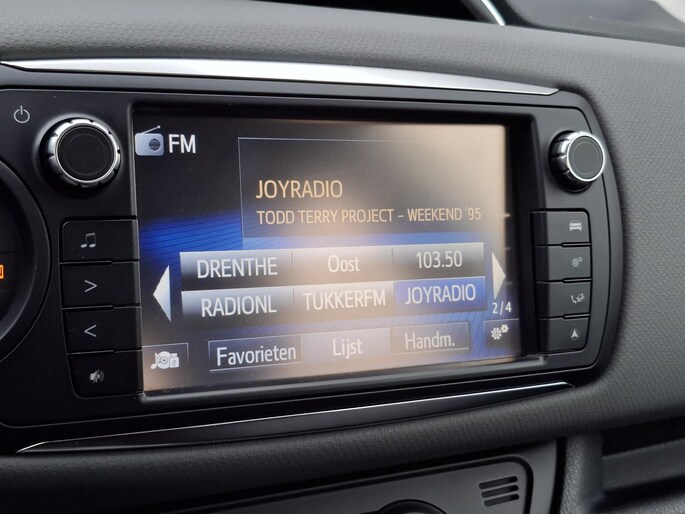 FM
JOYRADIO
TODD TERRY PROJECT - WEEKEND '95
DRENTHE Oost 103.50
RADIONL TUKKERFM JOYRADIO
2/4
Favorieten Lijst Handm.